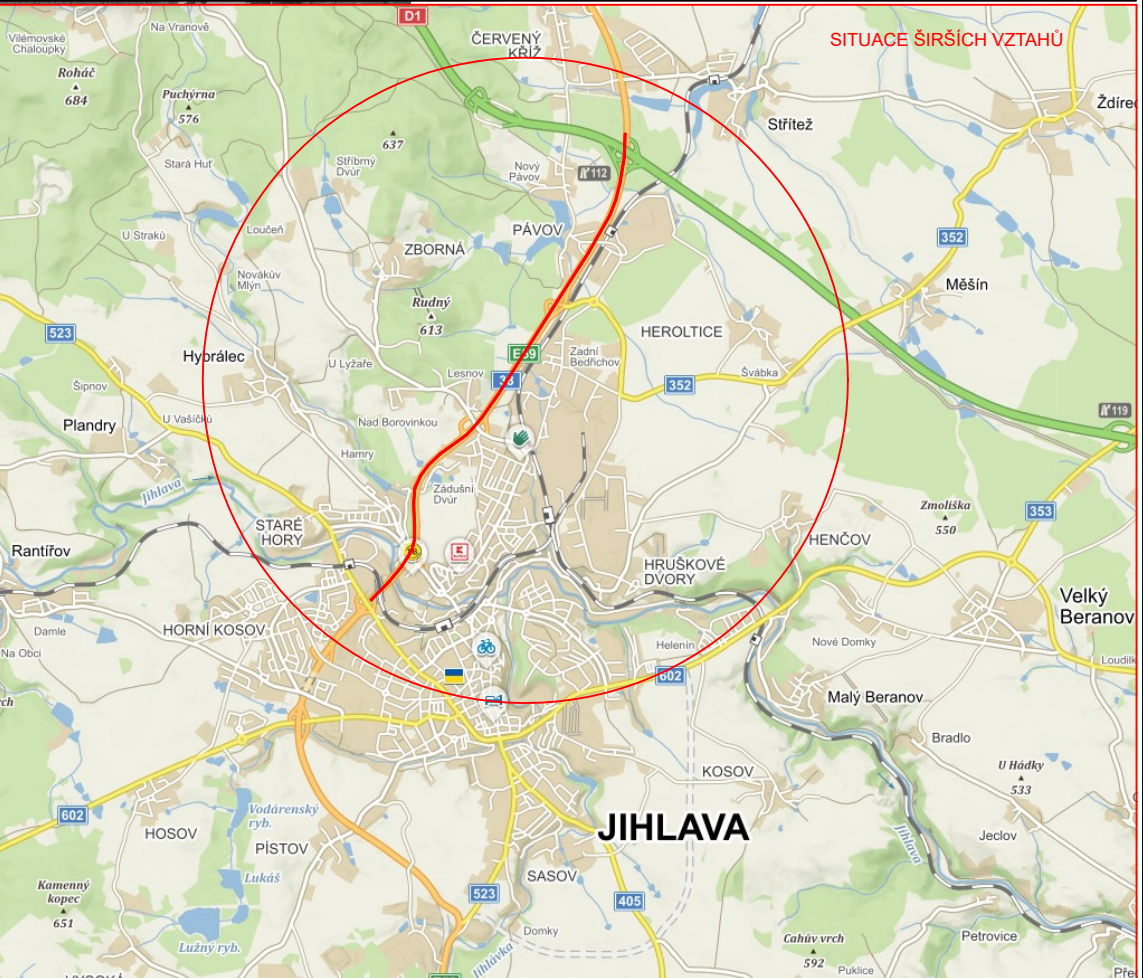 D1
Na Vranově
Vilémovské
Chaloupky
ČERVENÝ
KŘÍŽ
SITUACE ŠIRŠÍCH VZTAHŮ
Roháč
684
Puchýrna
576
Střítež
637
Stará Huť
Stříbrný
Dvůr
Nový
Pávov
112
U Straků
Loučeň
PÁVOV
352
ZBORNÁ
Novákův
Mlýn
Měšín
Rudný
613
523
HEROLTICE
Hybrálec
E59
Zadní
Bedřichov
U Lyžaře
Lesnov
38
352
Švábka
Šipnov
119
U Vašíčků
Plandry
Nad Borovinkou
Hamry
Jihlava
Zádušní
Dvůr
Zmoliška
550
353
STARÉ
HORY
HENČOV
Rantířov
HRUŠKOVÉ
DVORY
Velký
Beranov
Damle
HORNÍ KOSOV
Na Obci
Helenín
Nové Domky
602
Malý Beranov
Bradlo
KOSOV
U Hádky
533
602
Vodárenský
ryb.
HOSOV
JIHLAVA
Jeclov
Jihlava
PÍSTOV
Lukáš
SASOV
Kamenný
kopec
651
523
405
Domky
Lužný ryb.
Jihlávka
Cahův vrch
592
Petrovice
Puklice